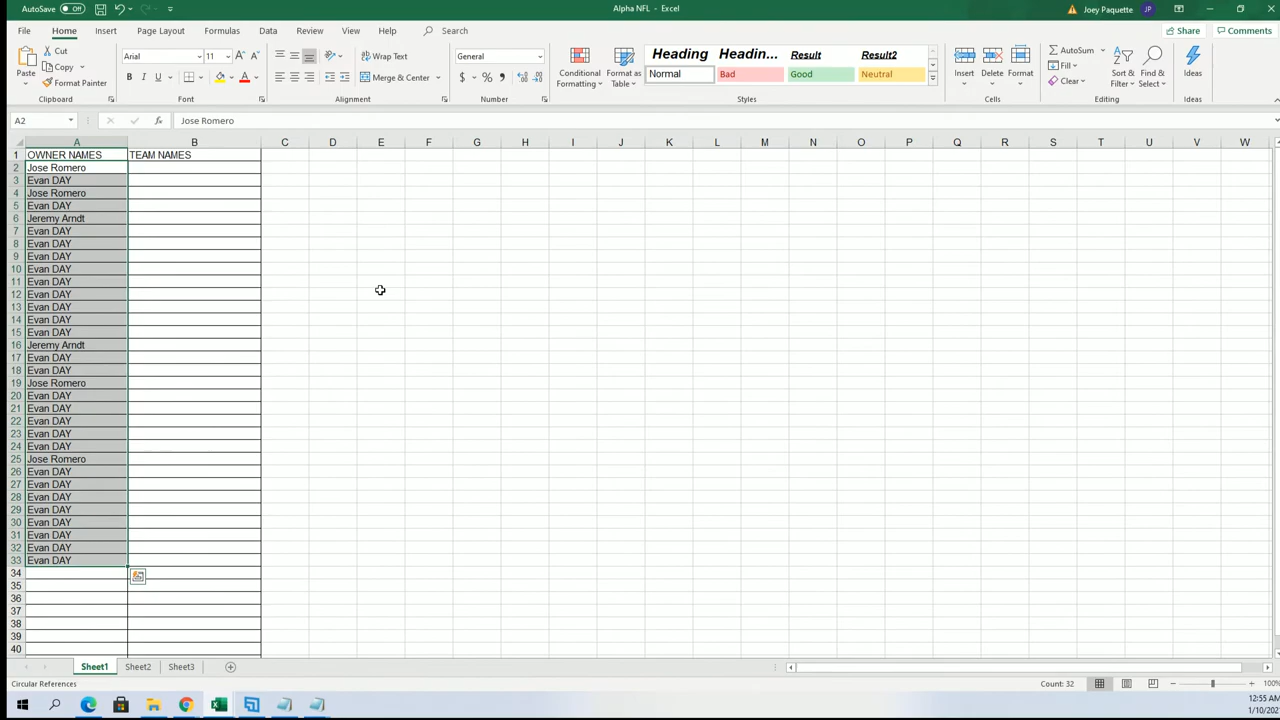 AutoSave Off Alpha NFL - Excel Joey Paquette JP
File Home Insert Page Layout Formulas Data Review View Help Search Share Comments
Paste Cut Copy Format Painter Clipboard
Arial 11 A A B I U A Font
Wrap Text Merge & Center Alignment
General $ % , Number
Conditional Formatting Format as Table
Heading Headin... Result Result2
Normal Bad Good Neutral
Styles
Insert Delete Format Cells
AutoSum Fill Clear Sort & Filter Find & Select Editing
Ideas Ideas
A2 fx Jose Romero
A B C D E F G H I J K L M N O P Q R S T U V W
1 OWNER NAMES TEAM NAMES
2 Jose Romero
3 Evan DAY
4 Jose Romero
5 Evan DAY
6 Jeremy Arndt
7 Evan DAY
8 Evan DAY
9 Evan DAY
10 Evan DAY
11 Evan DAY
12 Evan DAY
13 Evan DAY
14 Evan DAY
15 Evan DAY
16 Jeremy Arndt
17 Evan DAY
18 Evan DAY
19 Jose Romero
20 Evan DAY
21 Evan DAY
22 Evan DAY
23 Evan DAY
24 Evan DAY
25 Jose Romero
26 Evan DAY
27 Evan DAY
28 Evan DAY
29 Evan DAY
30 Evan DAY
31 Evan DAY
32 Evan DAY
33 Evan DAY
34
35
36
37
38
39
40
Sheet1 Sheet2 Sheet3
Circular References Count: 32 100%
12:55 AM